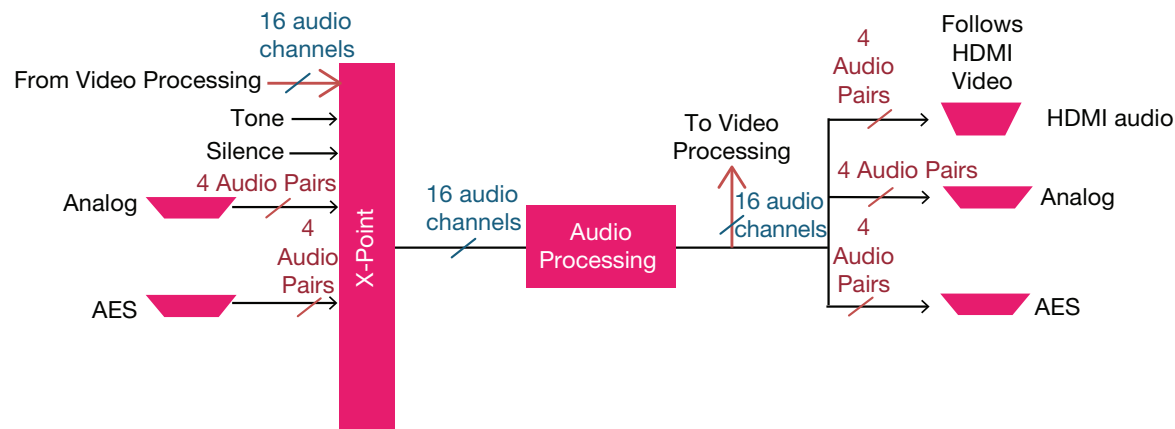 16 audio
channels
From Video Processing
Tone
Silence
4 Audio Pairs
Analog
4
Audio
Pairs
AES
X-Point
16 audio
channels
Audio
Processing
To Video
Processing
16 audio
channels
4
Audio
Pairs
Follows
HDMI
Video
HDMI audio
4 Audio Pairs
Analog
4
Audio
Pairs
AES